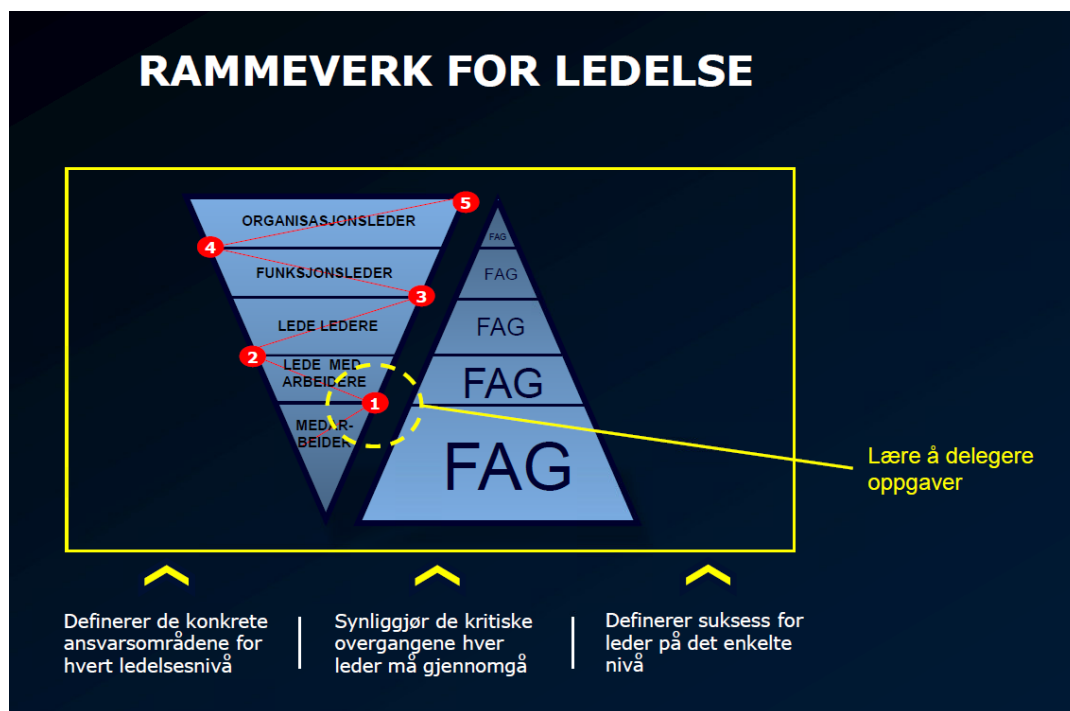 RAMMEVERK FOR LEDELSE
5
ORGANISASJONSLEDER
4
FUNKSJONSLEDER
3
LEDE LEDERE
2
LEDE MED
ARBEIDERE
1
MEDAR-
BEIDER
FAG
FAG
FAG
FAG
FAG
Lære å delegere
oppgaver
Definerer de konkrete
ansvarsområdene for
hvert ledelsesnivå
Synliggjør de kritiske
overgangene hver
leder må gjennomgå
Definerer suksess for
leder på det enkelte
nivå